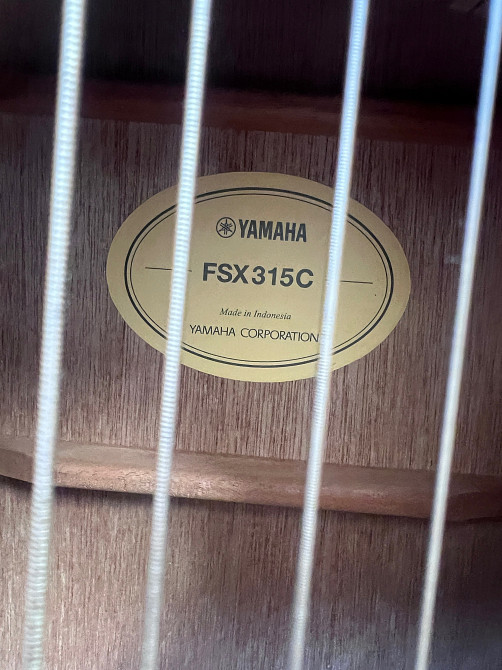 YAMAHA
FSX315C
Made in Indonesia
YAMAHA CORPORATION